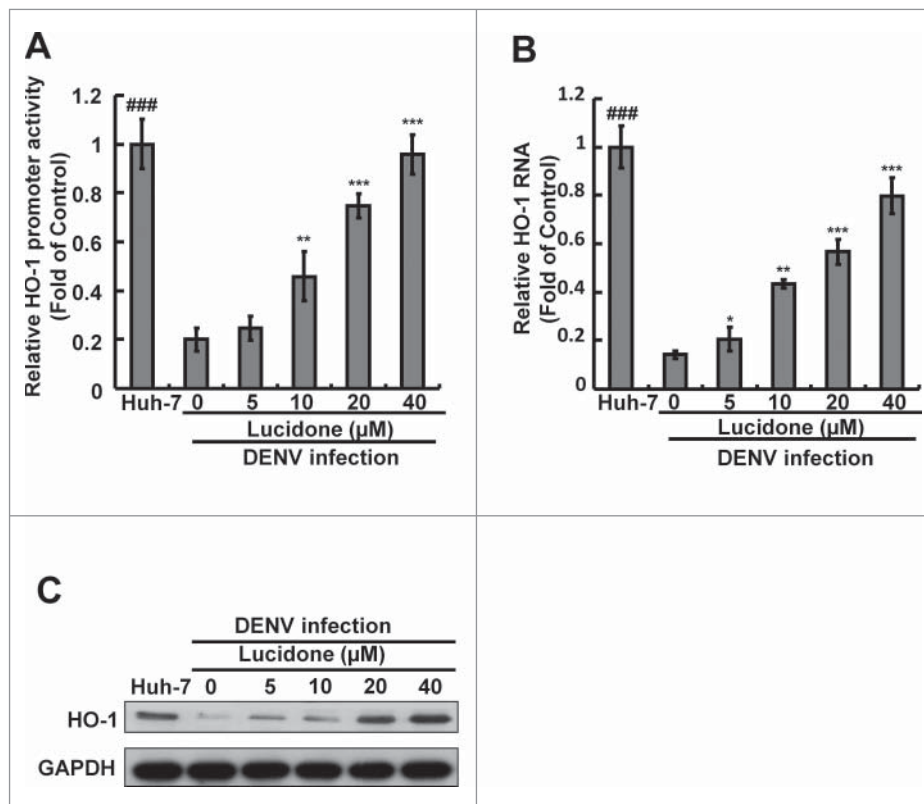 A
Relative HO-1 promoter activity
(Fold of Control)
1.2
1
0.8
0.6
0.4
0.2
0
###
**
***
***
Huh-7 0 5 10 20 40
Lucidone (µM)
DENV infection
B
Relative HO-1 RNA
(Fold of Control)
1.2
1
0.8
0.6
0.4
0.2
0
###
*
**
***
***
Huh-7 0 5 10 20 40
Lucidone (µM)
DENV infection
C
DENV infection
Lucidone (µM)
Huh-7 0 5 10 20 40
HO-1
GAPDH